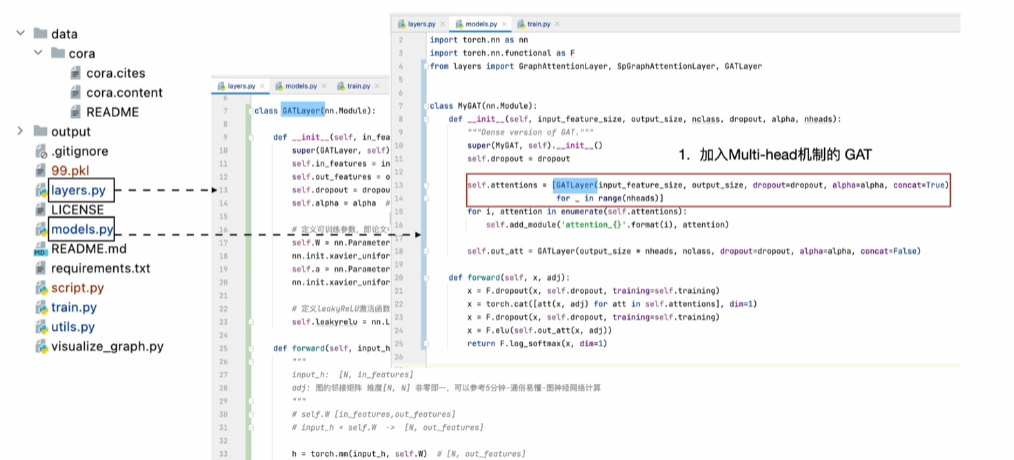 data
cora
cora.cites
cora.content
README
output
.gitignore
99.pkl
layers.py
LICENSE
models.py
README.md
requirements.txt
script.py
train.py
utils.py
visualize_graph.py
layers.py
models.py
train.py
6
7 class GATLayer(nn.Module):
8
9 def __init__(self, in_fea
10 super(GATLayer, self)
11 self.in_features = in
12 self.out_features = o
13 self.dropout = dropou
14 self.alpha = alpha #
15
16 # 定义可训练参数，即论文
17 self.W = nn.Parameter
18 nn.init.xavier_unifor
19 self.a = nn.Parameter
20 nn.init.xavier_unifor
21
22 # 定义LeakyReLU激活函数
23 self.leakyrelu = nn.L
24
25 def forward(self, input_h
26 """
27 input_h: [N, in_features]
28 adj: 图的邻接矩阵 维度[N, N] 非零即一，可以参考5分钟-通俗易懂-图神经网络计算
29 """
30 # self.W [in_features,out_features]
31 # input_h × self.W -> [N, out_features]
32
33 h = torch.mm(input_h, self.W) # [N, out_features]
layers.py
models.py
train.py
2 import torch.nn as nn
3 import torch.nn.functional as F
4 from layers import GraphAttentionLayer, SpGraphAttentionLayer, GATLayer
5
6
7 class MyGAT(nn.Module):
8 def __init__(self, input_feature_size, output_size, nclass, dropout, alpha, nheads):
9 """Dense version of GAT."""
10 super(MyGAT, self).__init__()
11 self.dropout = dropout
12
1. 加入Multi-head机制的 GAT
13 self.attentions = [GATLayer(input_feature_size, output_size, dropout=dropout, alpha=alpha, concat=True)
14 for _ in range(nheads)]
15 for i, attention in enumerate(self.attentions):
16 self.add_module('attention_{}'.format(i), attention)
17
18 self.out_att = GATLayer(output_size * nheads, nclass, dropout=dropout, alpha=alpha, concat=False)
19
20 def forward(self, x, adj):
21 x = F.dropout(x, self.dropout, training=self.training)
22 x = torch.cat([att(x, adj) for att in self.attentions], dim=1)
23 x = F.dropout(x, self.dropout, training=self.training)
24 x = F.elu(self.out_att(x, adj))
25 return F.log_softmax(x, dim=1)
26